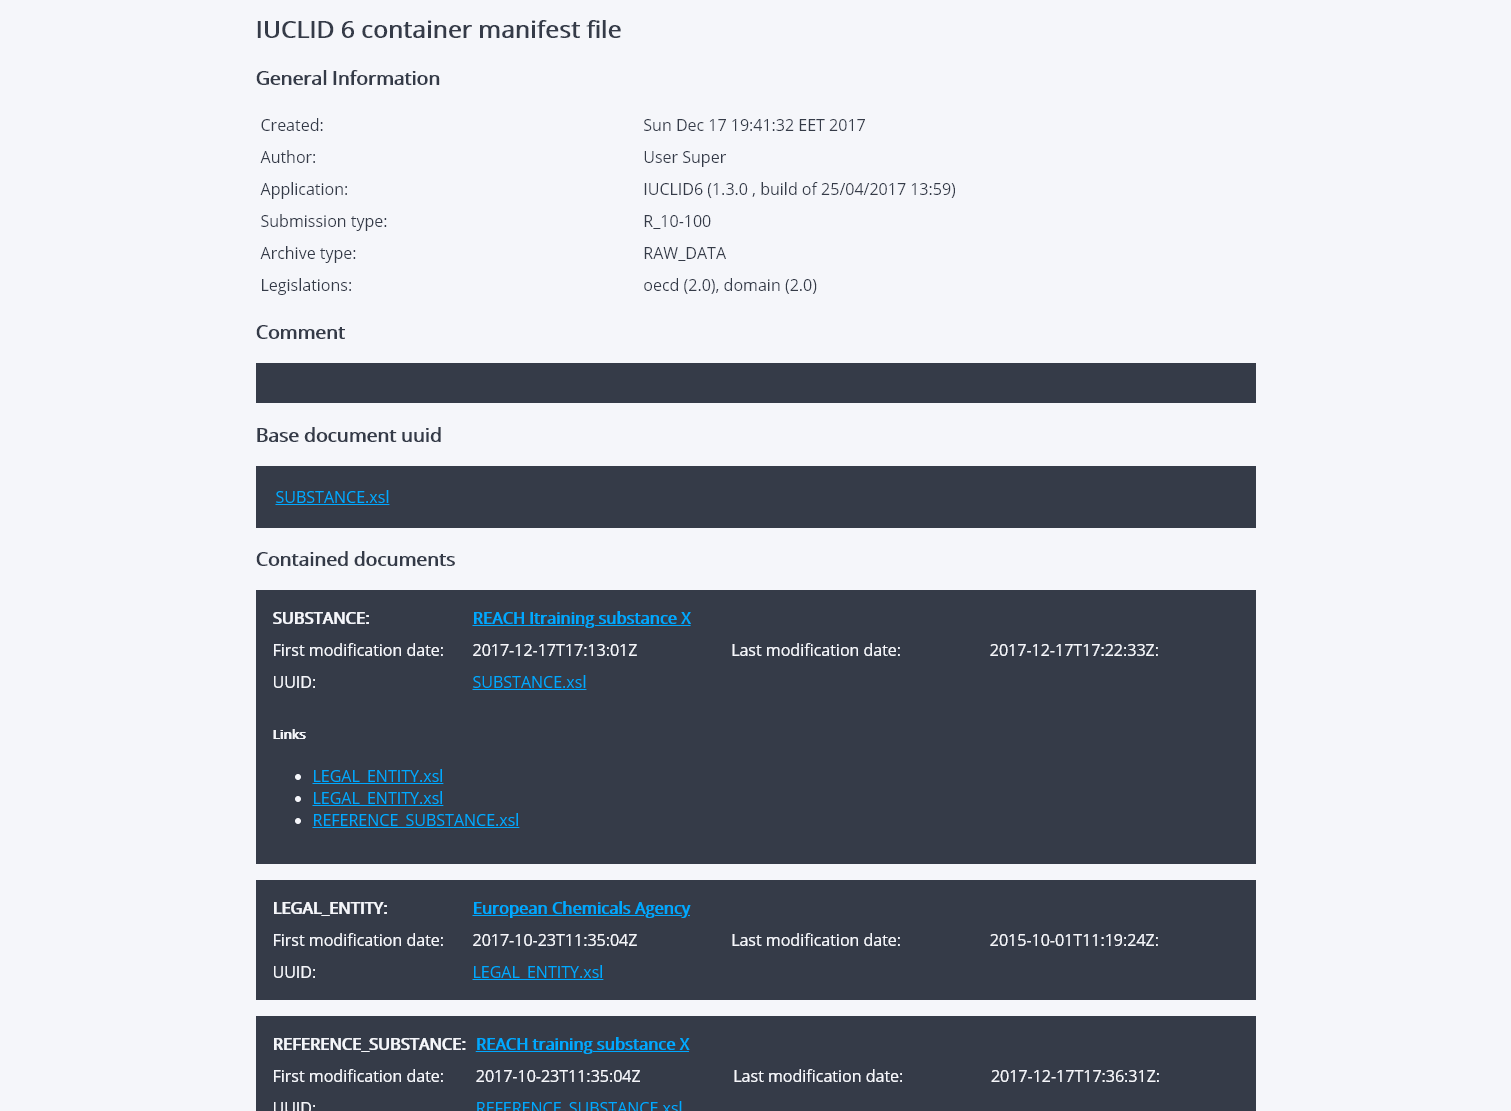 IUCLID 6 container manifest file
General Information
Created: Sun Dec 17 19:41:32 EET 2017
Author: User Super
Application: IUCLID6 (1.3.0 , build of 25/04/2017 13:59)
Submission type: R_10-100
Archive type: RAW_DATA
Legislations: oecd (2.0), domain (2.0)
Comment
Base document uuid
SUBSTANCE.xsl
Contained documents
SUBSTANCE: REACH Itraining substance X
First modification date: 2017-12-17T17:13:01Z Last modification date: 2017-12-17T17:22:33Z:
UUID: SUBSTANCE.xsl
Links
• LEGAL_ENTITY.xsl
• LEGAL_ENTITY.xsl
• REFERENCE_SUBSTANCE.xsl
LEGAL_ENTITY: European Chemicals Agency
First modification date: 2017-10-23T11:35:04Z Last modification date: 2015-10-01T11:19:24Z:
UUID: LEGAL_ENTITY.xsl
REFERENCE_SUBSTANCE: REACH training substance X
First modification date: 2017-10-23T11:35:04Z Last modification date: 2017-12-17T17:36:31Z:
UUID: REFERENCE_SUBSTANCE.xsl